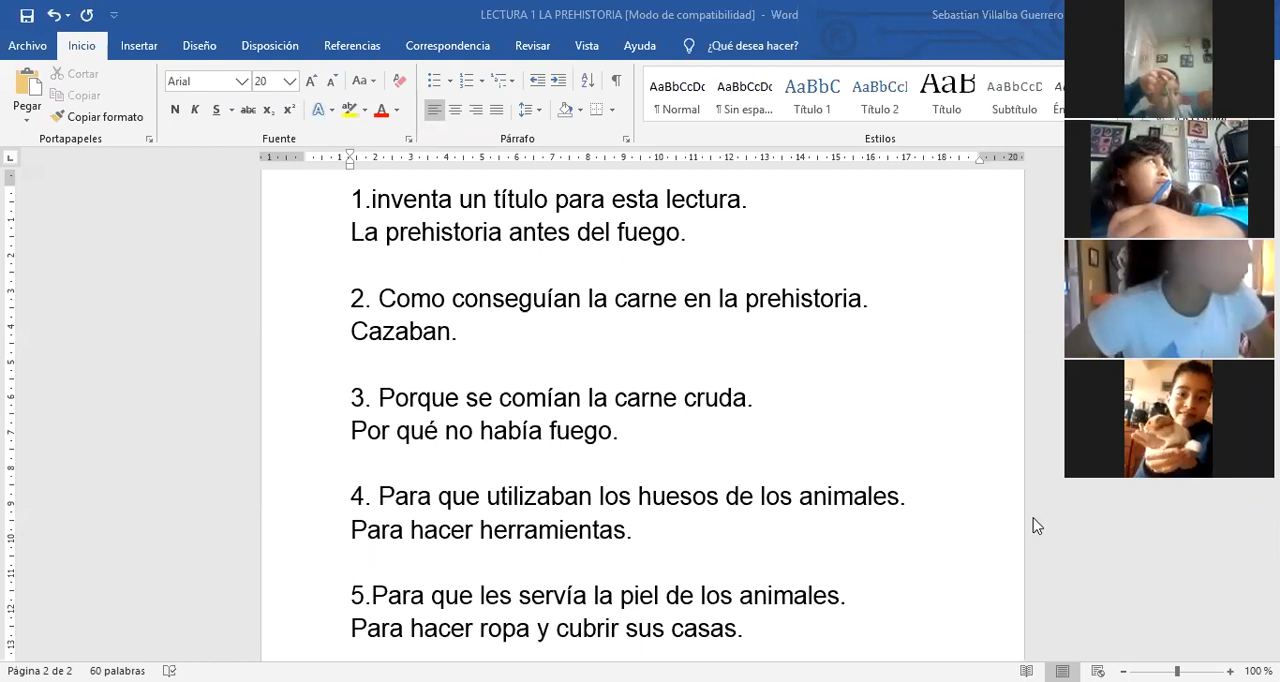 LECTURA 1 LA PREHISTORIA [Modo de compatibilidad] - Word
Sebastian Villalba Guerrero
Archivo Inicio Insertar Diseño Disposición Referencias Correspondencia Revisar Vista Ayuda ¿Qué desea hacer?
Pegar
Cortar
Copiar
Copiar formato
Portapapeles
Arial 20
N K S abc x₂ x²
Fuente
Párrafo
AaBbCcDc AaBbCcDc AaBbC AaBbCcI AaB AaBbCcD
¶ Normal ¶ Sin espa... Título 1 Título 2 Título Subtítulo
Estilos
1.inventa un título para esta lectura.
La prehistoria antes del fuego.
2. Como conseguían la carne en la prehistoria.
Cazaban.
3. Porque se comían la carne cruda.
Por qué no había fuego.
4. Para que utilizaban los huesos de los animales.
Para hacer herramientas.
5.Para que les servía la piel de los animales.
Para hacer ropa y cubrir sus casas.
Página 2 de 2 60 palabras 100 %